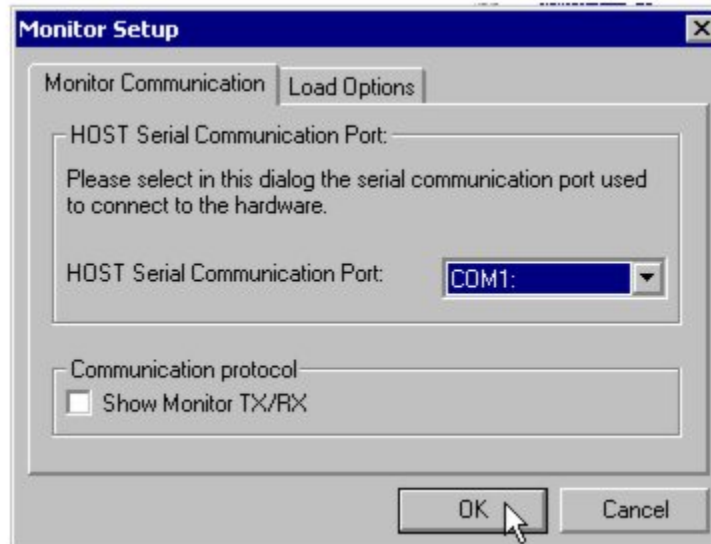 Monitor Setup
Monitor Communication Load Options
HOST Serial Communication Port:
Please select in this dialog the serial communication port used
to connect to the hardware.
HOST Serial Communication Port: COM1:
Communication protocol
Show Monitor TX/RX
OK Cancel